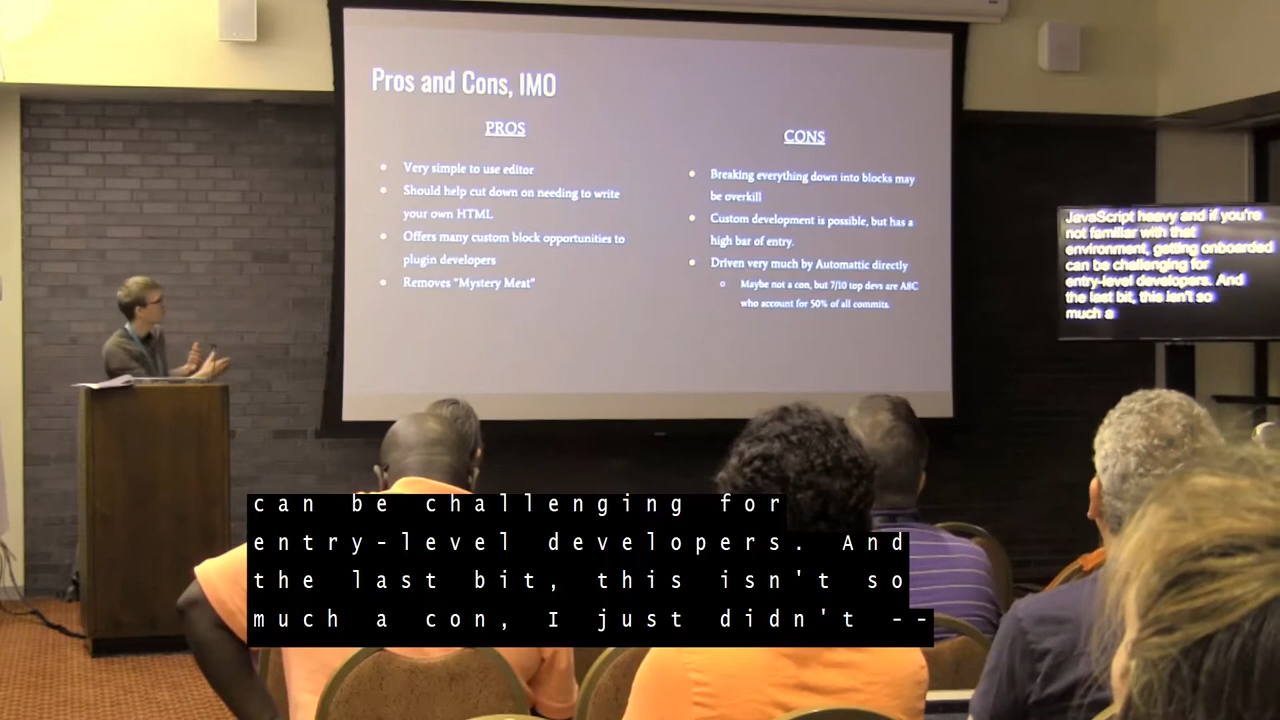 Pros and Cons, IMO
PROS
Very simple to use editor
Should help cut down on needing to write
your own HTML
Offers many custom block opportunities to
plugin developers
Removes "Mystery Meat"
CONS
Breaking everything down into blocks may
be overkill
Custom development is possible, but has a
high bar of entry.
Driven very much by Automattic directly
Maybe not a con, but 7/10 top devs are A8C
who account for 50% of all commits.
JavaScript heavy and if you're
not familiar with that
environment, getting onboarded
can be challenging for
entry-level developers. And
the last bit, this isn't so
much a
can be challenging for
entry-level developers. And
the last bit, this isn't so
much a con, I just didn't --